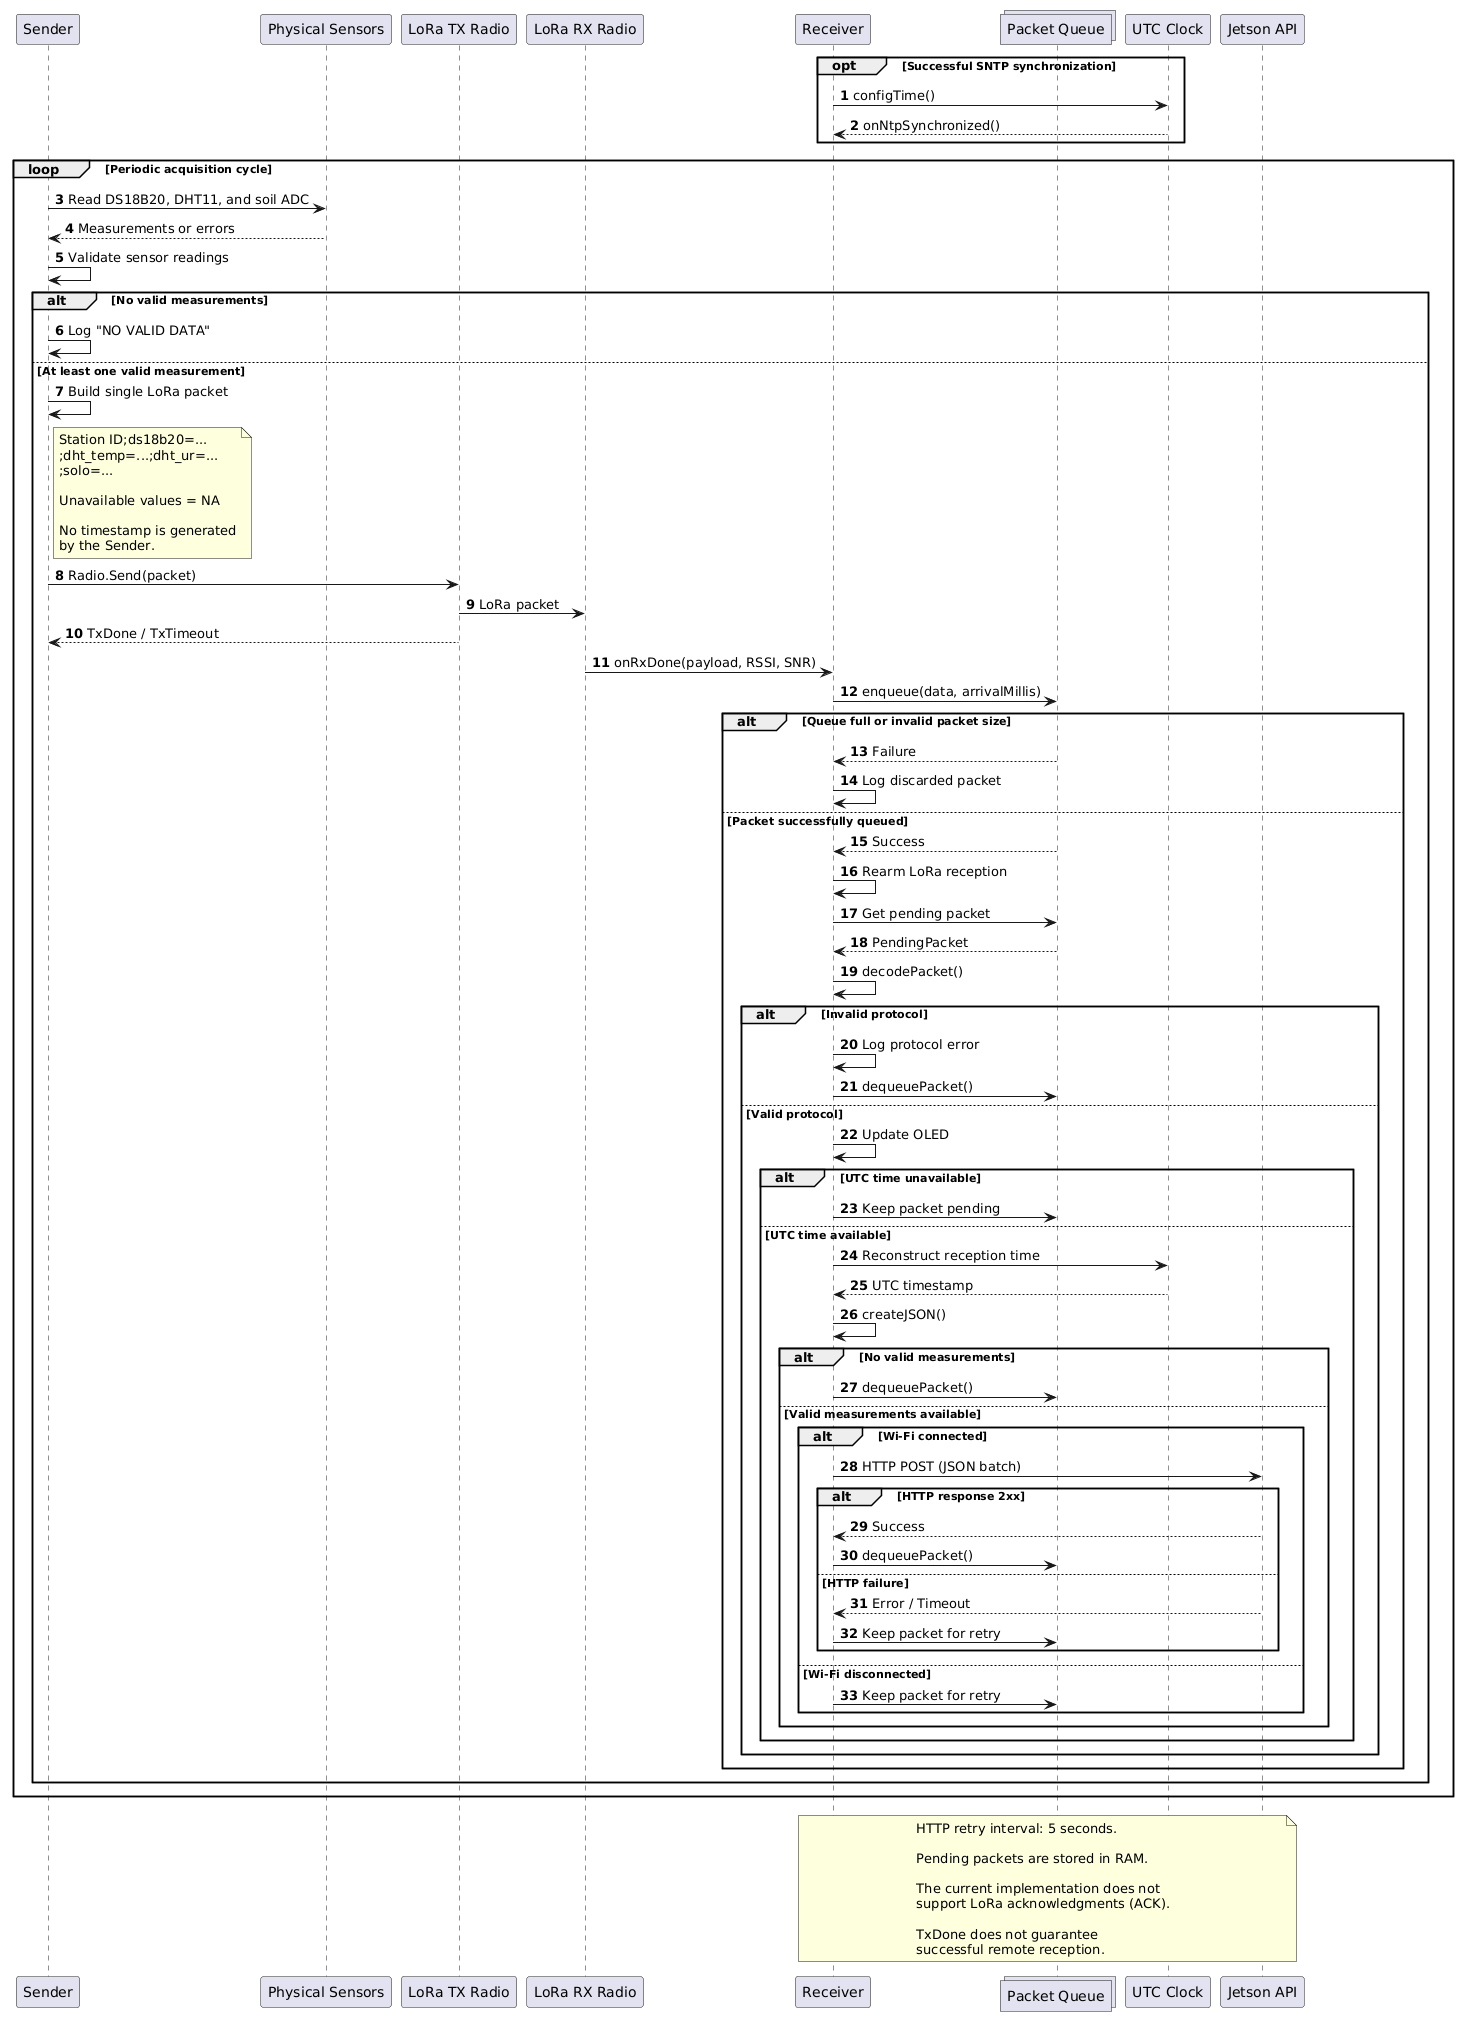 Sender
Physical Sensors
LoRa TX Radio
LoRa RX Radio
Receiver
Packet Queue
UTC Clock
Jetson API
opt [Successful SNTP synchronization]
1 configTime()
2 onNtpSynchronized()
loop [Periodic acquisition cycle]
3 Read DS18B20, DHT11, and soil ADC
4 Measurements or errors
5 Validate sensor readings
alt [No valid measurements]
6 Log "NO VALID DATA"
[At least one valid measurement]
7 Build single LoRa packet
Station ID;ds18b20=...
;dht_temp=...;dht_ur=...
;solo=...
Unavailable values = NA
No timestamp is generated
by the Sender.
8 Radio.Send(packet)
9 LoRa packet
10 TxDone / TxTimeout
11 onRxDone(payload, RSSI, SNR)
12 enqueue(data, arrivalMillis)
alt [Queue full or invalid packet size]
13 Failure
14 Log discarded packet
[Packet successfully queued]
15 Success
16 Rearm LoRa reception
17 Get pending packet
18 PendingPacket
19 decodePacket()
alt [Invalid protocol]
20 Log protocol error
21 dequeuePacket()
[Valid protocol]
22 Update OLED
alt [UTC time unavailable]
23 Keep packet pending
[UTC time available]
24 Reconstruct reception time
25 UTC timestamp
26 createJSON()
alt [No valid measurements]
27 dequeuePacket()
[Valid measurements available]
alt [Wi-Fi connected]
28 HTTP POST (JSON batch)
alt [HTTP response 2xx]
29 Success
30 dequeuePacket()
[HTTP failure]
31 Error / Timeout
32 Keep packet for retry
[Wi-Fi disconnected]
33 Keep packet for retry
HTTP retry interval: 5 seconds.
Pending packets are stored in RAM.
The current implementation does not
support LoRa acknowledgments (ACK).
TxDone does not guarantee
successful remote reception.
Sender
Physical Sensors
LoRa TX Radio
LoRa RX Radio
Receiver
Packet Queue
UTC Clock
Jetson API